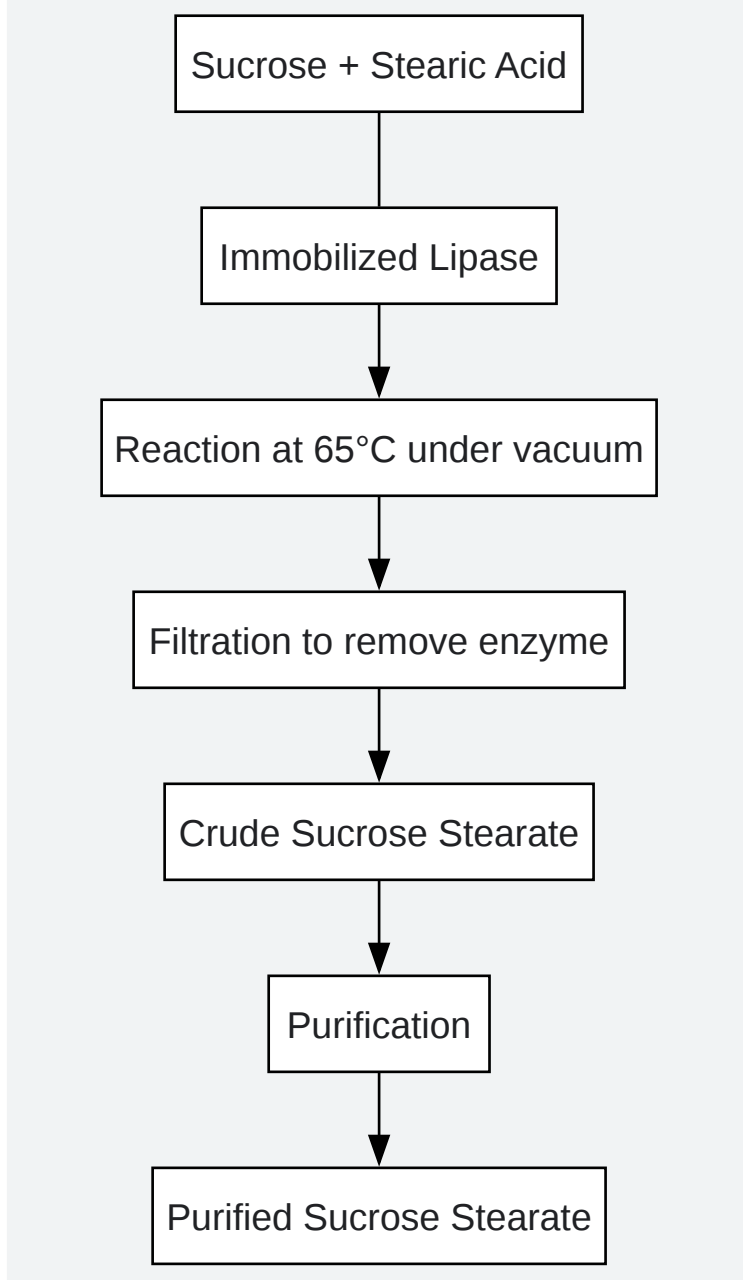 Sucrose + Stearic Acid
Immobilized Lipase
Reaction at 65°C under vacuum
Filtration to remove enzyme
Crude Sucrose Stearate
Purification
Purified Sucrose Stearate